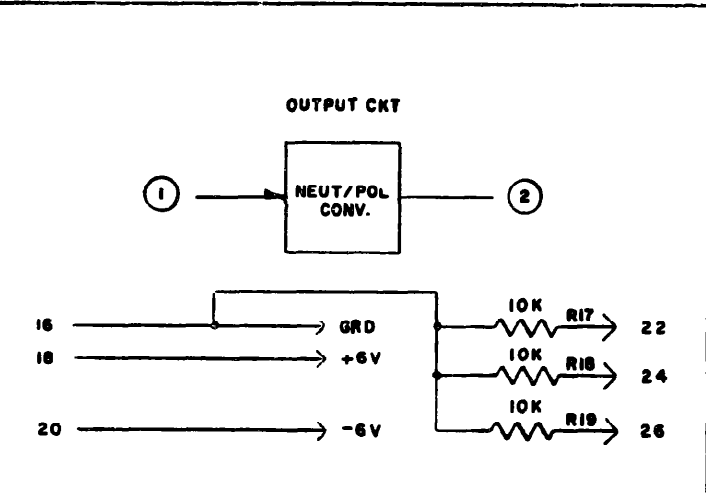 OUTPUT CKT
1
NEUT/POL
CONV.
2
16
GRD
10K
R17
22
18
+6V
10K
R18
24
20
-6V
10K
R19
26